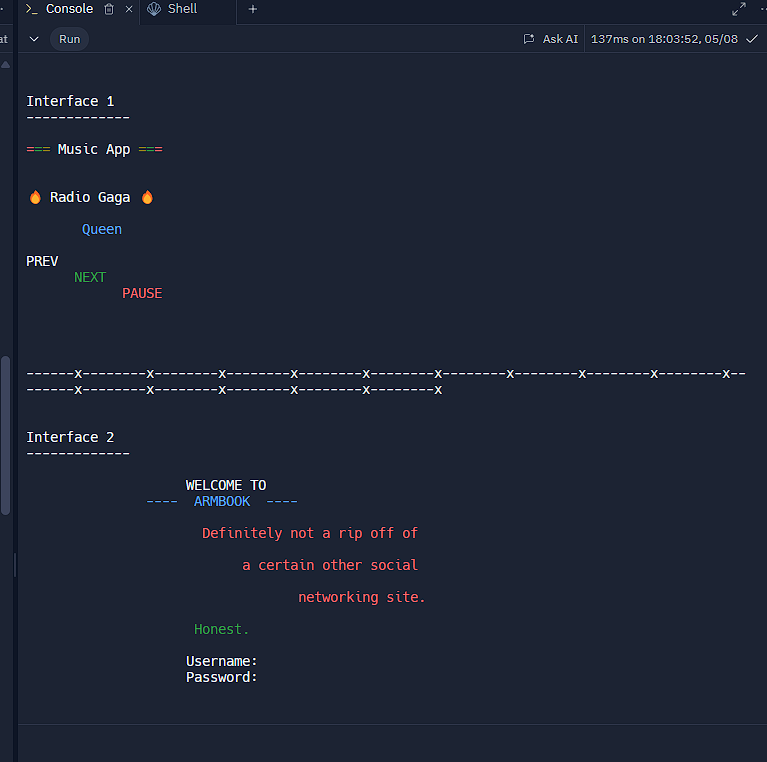 Console
Shell
at
Run
Ask AI
137ms on 18:03:52, 05/08
Interface 1
-------------
=== Music App ===
🔥 Radio Gaga 🔥
Queen
PREV
NEXT
PAUSE
------x--------x--------x--------x--------x--------x--------x--------x--------x--------x--
------x--------x--------x--------x--------x--------x
Interface 2
-------------
WELCOME TO
---- ARMBOOK ----
Definitely not a rip off of
a certain other social
networking site.
Honest.
Username:
Password: